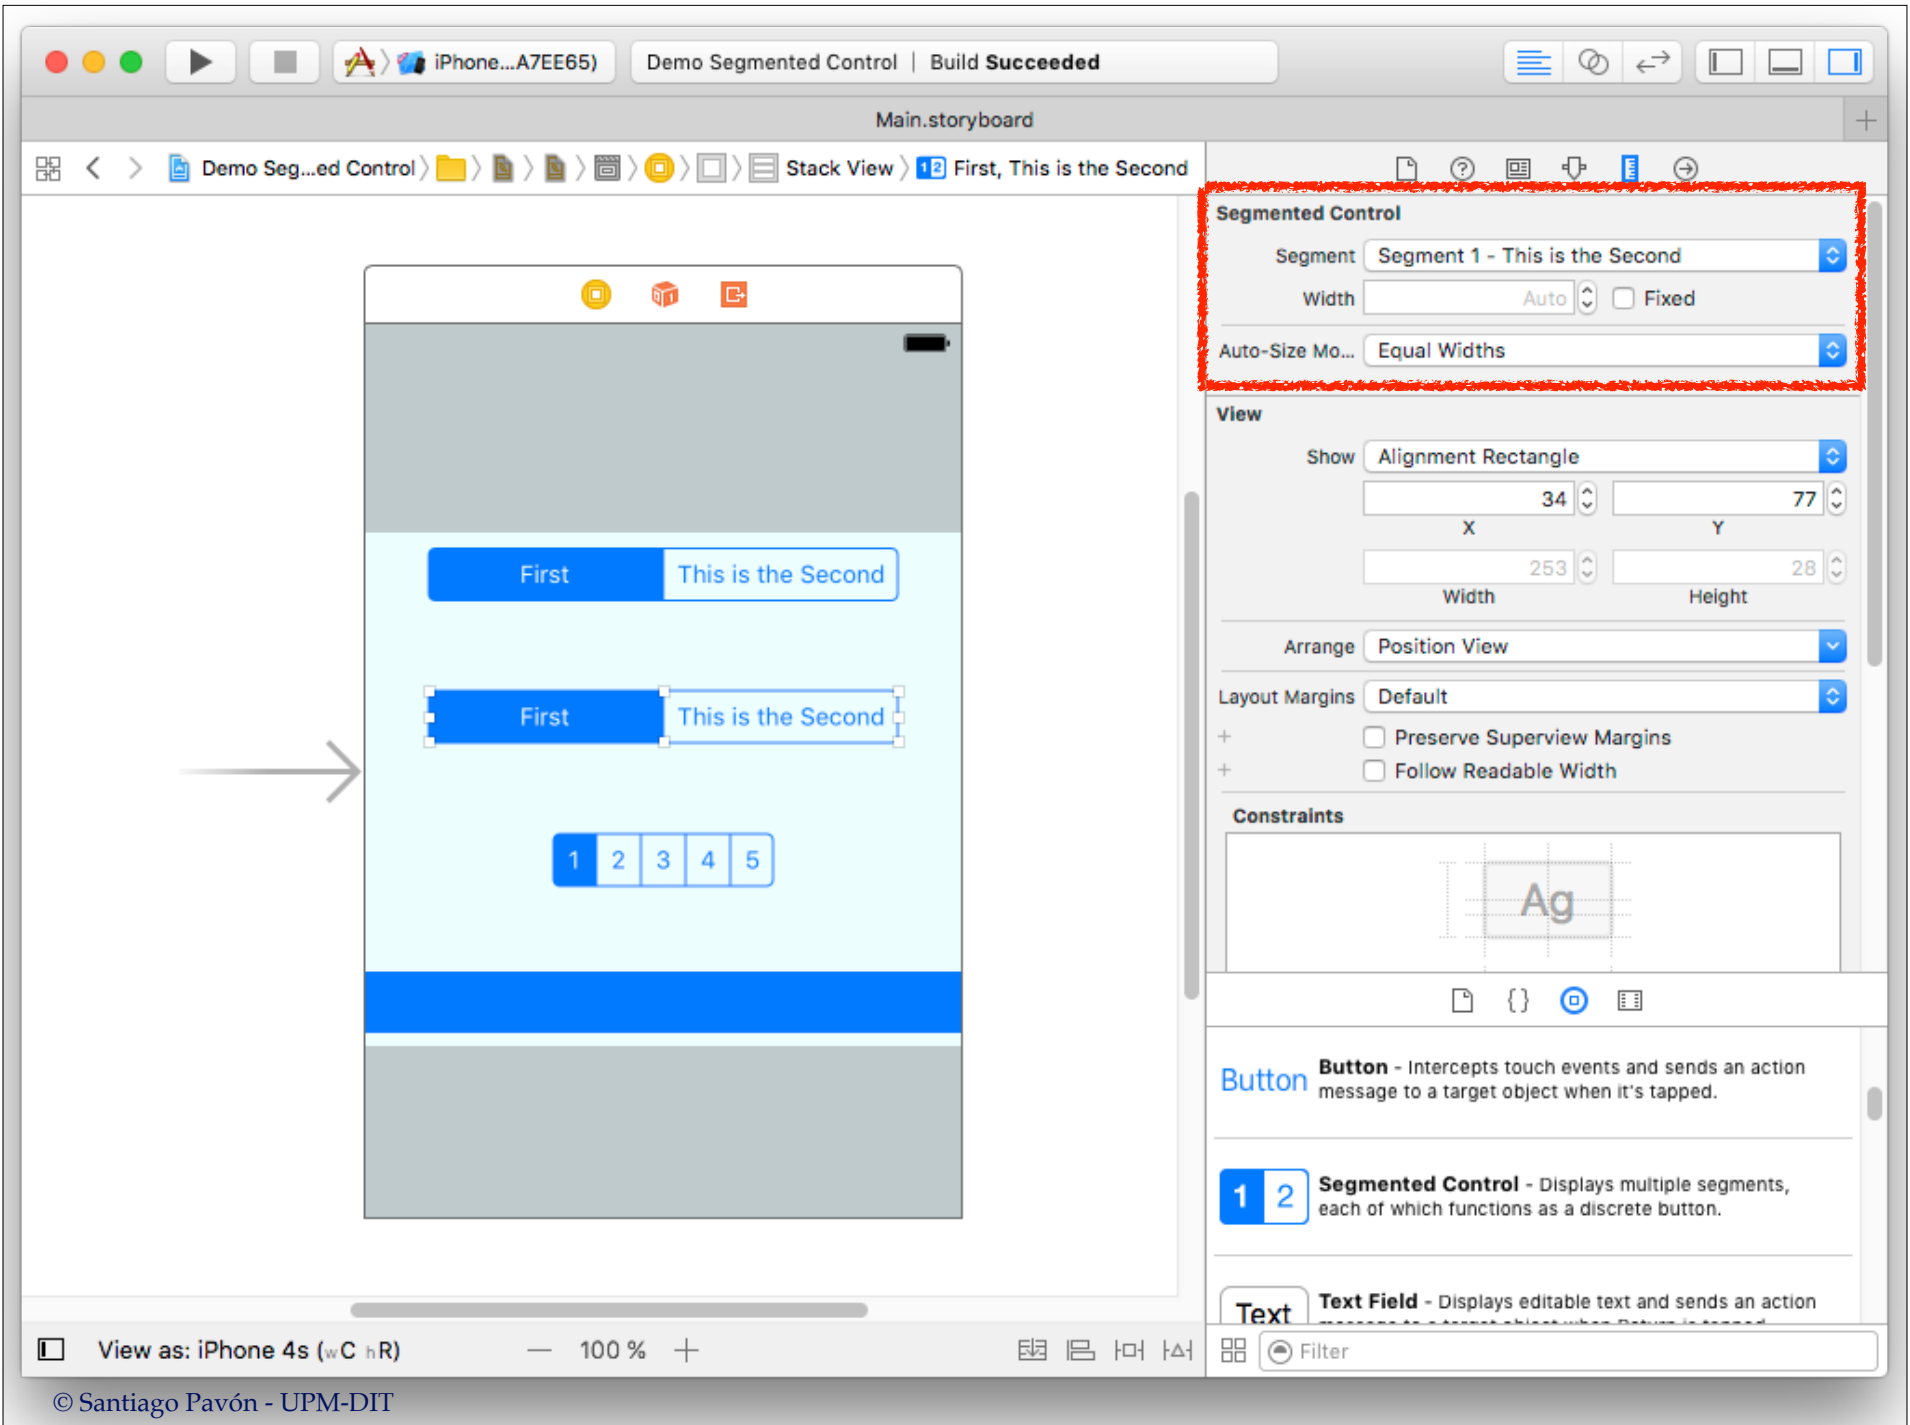 iPhone...A7EE65)
Demo Segmented Control | Build Succeeded
Main.storyboard
Demo Seg...ed Control
Stack View
12
First, This is the Second
Segmented Control
Segment
Segment 1 - This is the Second
Width
Auto
Fixed
Auto-Size Mo...
Equal Widths
View
Show
Alignment Rectangle
34
77
X
Y
253
28
Width
Height
Arrange
Position View
Layout Margins
Default
+
Preserve Superview Margins
+
Follow Readable Width
Constraints
Ag
First
This is the Second
First
This is the Second
1 2 3 4 5
{}
Button
Button - Intercepts touch events and sends an action
message to a target object when it's tapped.
1 2
Segmented Control - Displays multiple segments,
each of which functions as a discrete button.
Text
Text Field - Displays editable text and sends an action
View as: iPhone 4s (wC hR)
— 100 % +
Filter
© Santiago Pavón - UPM-DIT